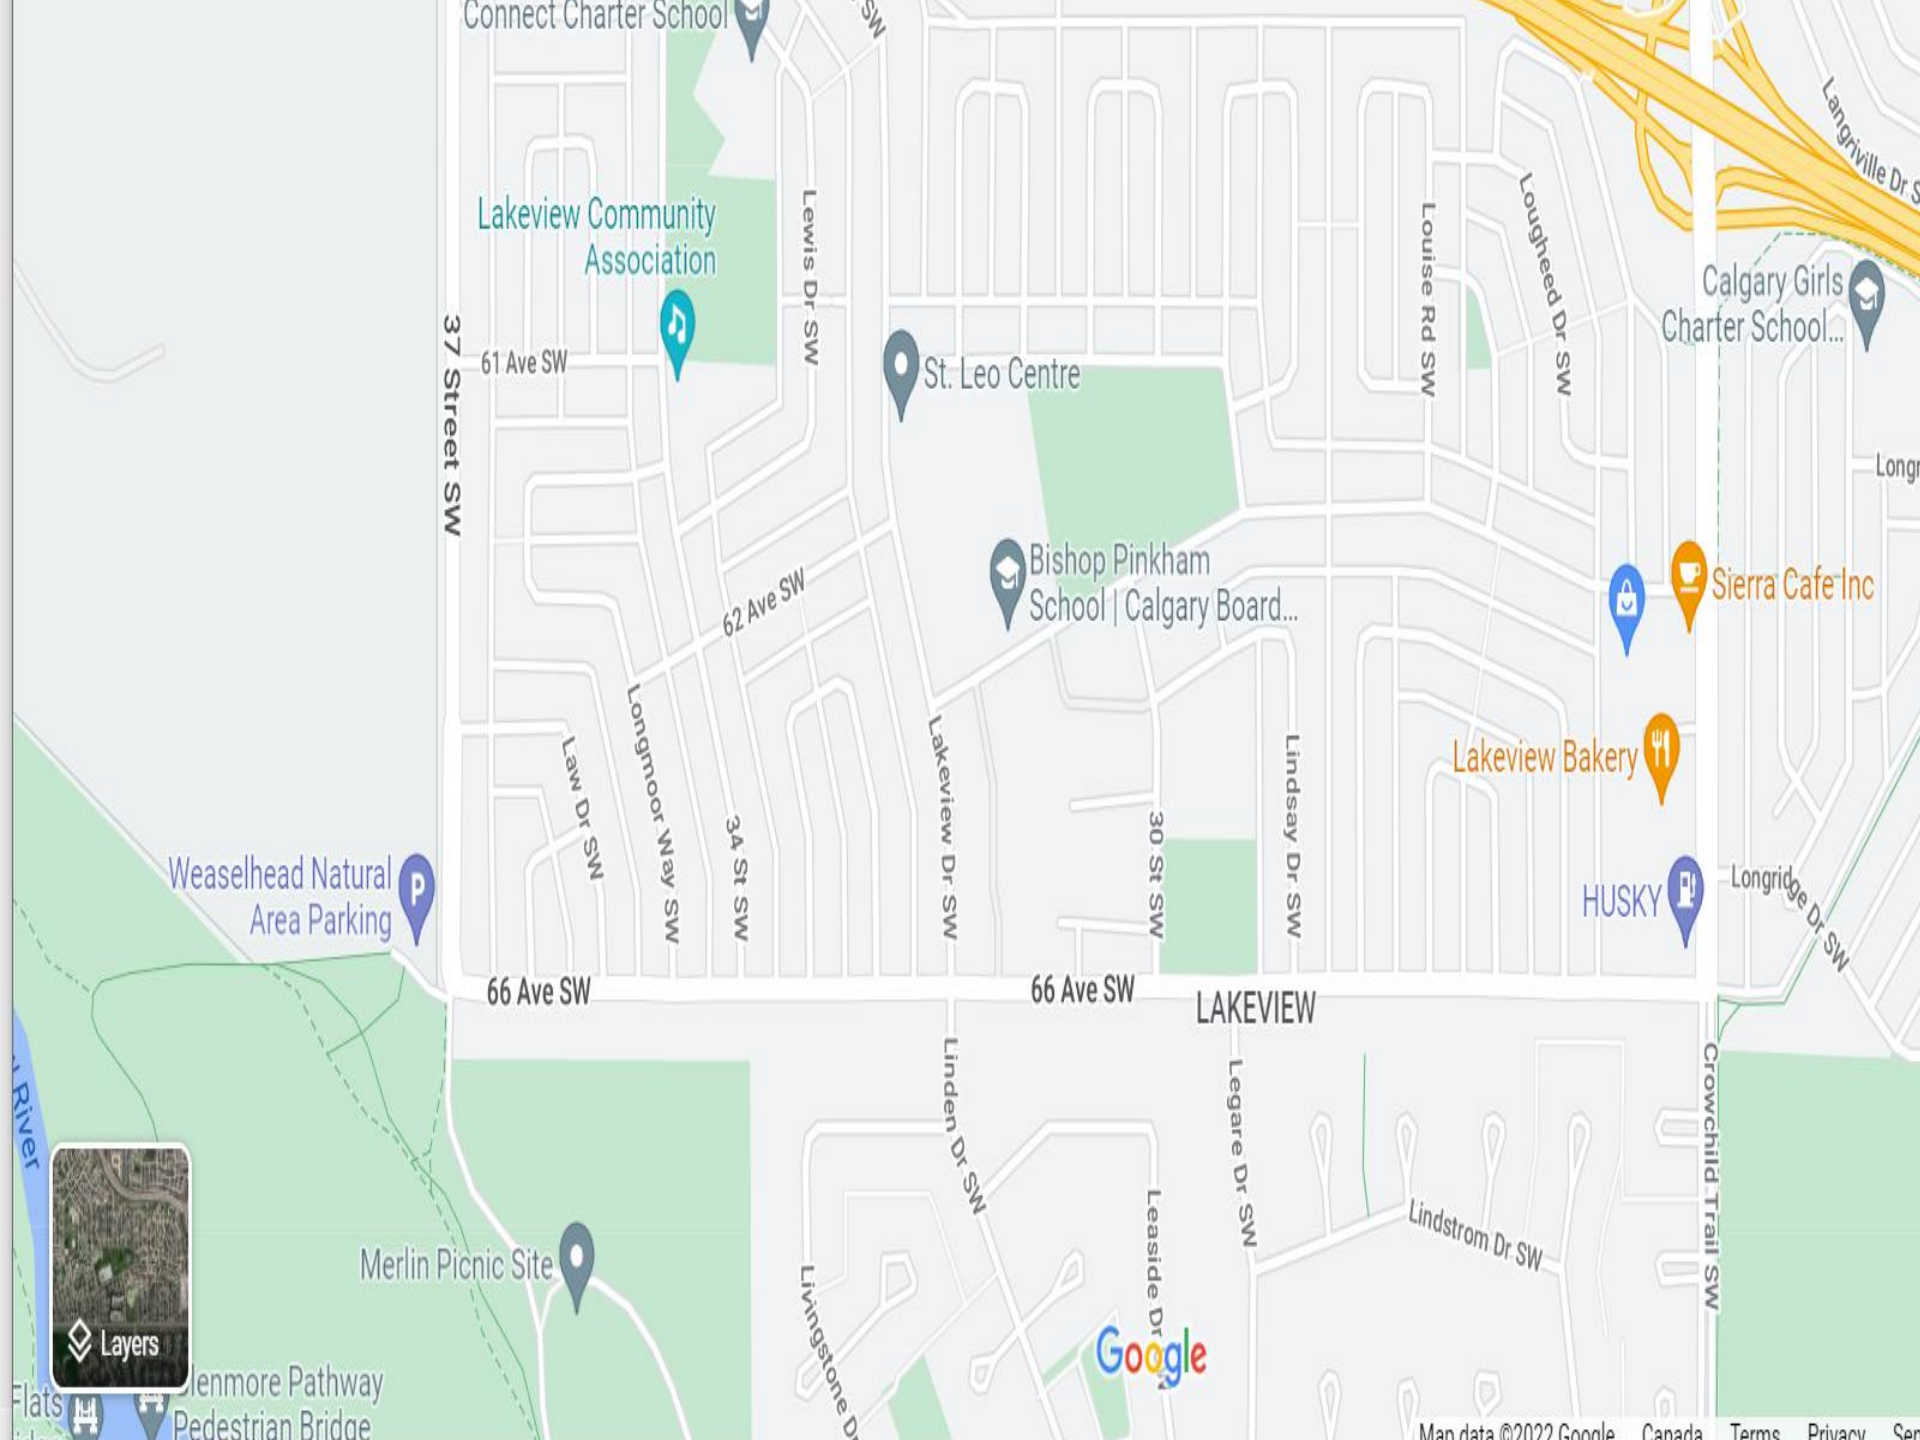 Connect Charter School
SW
Langriville Dr S
Lakeview Community
Association
Lewis Dr SW
Louise Rd SW
Lougheed Dr SW
Calgary Girls
Charter School...
37 Street SW
61 Ave SW
St. Leo Centre
Longr
Bishop Pinkham
School | Calgary Board...
62 Ave SW
Sierra Cafe Inc
Longmoor Way SW
Law Dr SW
Lakeview Dr SW
Lindsay Dr SW
Lakeview Bakery
34 St SW
30 St SW
Weaselhead Natural
Area Parking
P
HUSKY
Longridge Dr SW
66 Ave SW
66 Ave SW
LAKEVIEW
River
Linden Dr SW
Legare Dr SW
Crowchild Trail SW
Leaside Dr
Lindstrom Dr SW
Merlin Picnic Site
Livingstone Dr
Layers
Google
Glenmore Pathway
Pedestrian Bridge
Flats
Map data ©2022 Google Canada Terms Privacy Sen